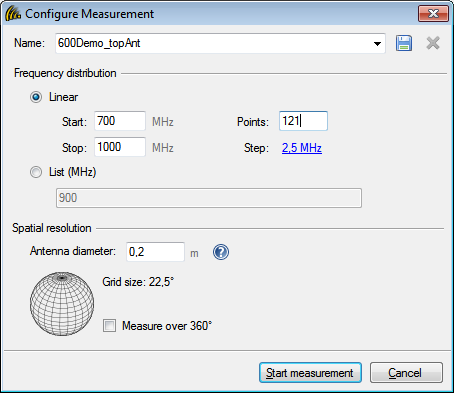 Configure Measurement
Name: 600Demo_topAnt
Frequency distribution
Linear
Start: 700 MHz Points: 121
Stop: 1000 MHz Step: 2,5 MHz
List (MHz)
900
Spatial resolution
Antenna diameter: 0,2 m ?
Grid size: 22,5°
Measure over 360°
Start measurement Cancel